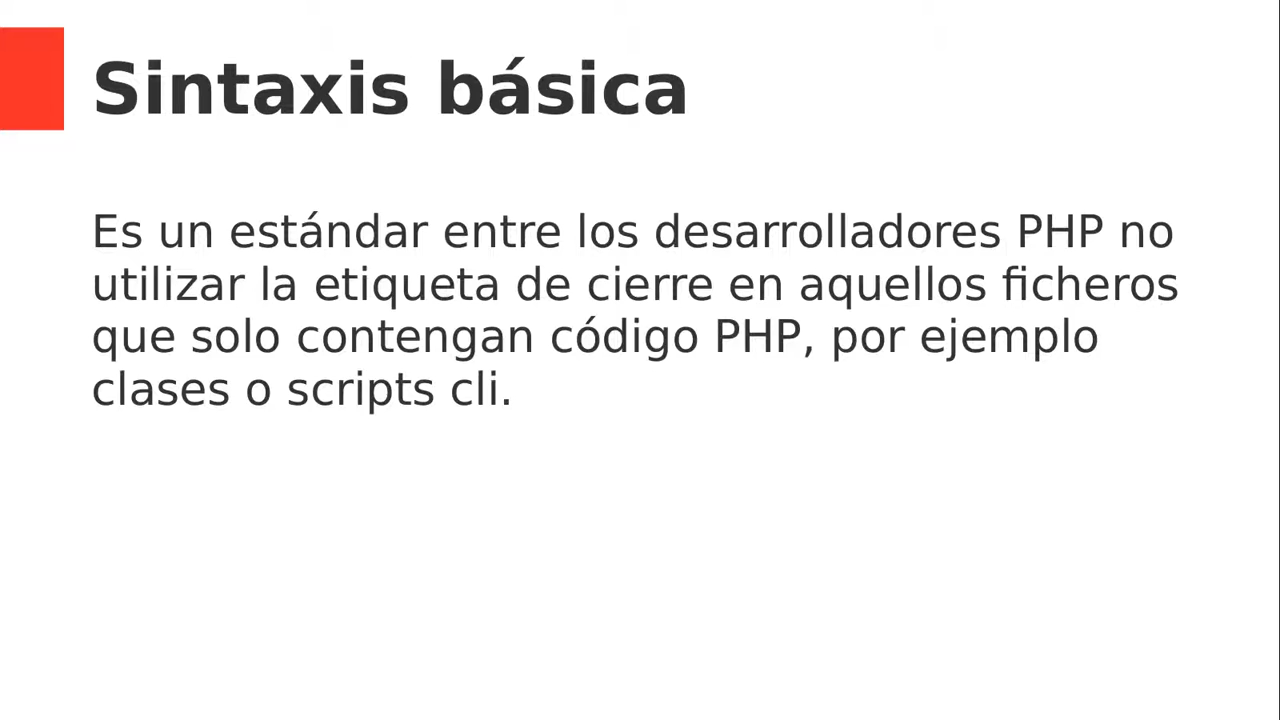 Sintaxis básica
Es un estándar entre los desarrolladores PHP no
utilizar la etiqueta de cierre en aquellos ficheros
que solo contengan código PHP, por ejemplo
clases o scripts cli.